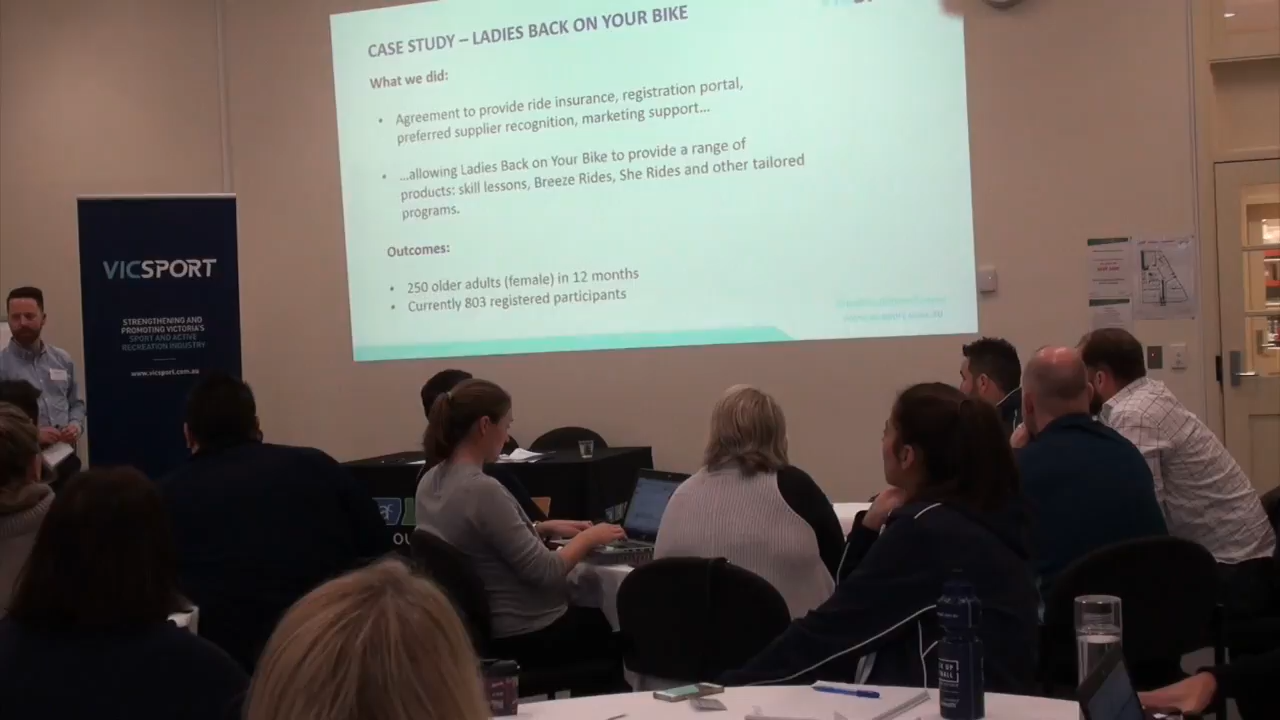 CASE STUDY – LADIES BACK ON YOUR BIKE
What we did:
• Agreement to provide ride insurance, registration portal,
preferred supplier recognition, marketing support...
• ...allowing Ladies Back on Your Bike to provide a range of
products: skill lessons, Breeze Rides, She Rides and other tailored
programs.
Outcomes:
• 250 older adults (female) in 12 months
• Currently 803 registered participants
VICSPORT
STRENGTHENING AND
PROMOTING VICTORIA'S
SPORT AND ACTIVE
RECREATION INDUSTRY
www.vicsport.com.au